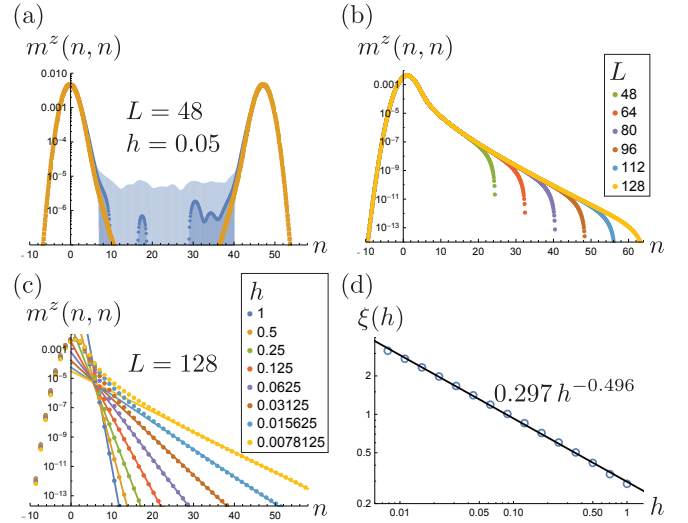 (a)
m^z(n, n)
0.010
0.001
10^-5
10^-6
-10 0 10 20 30 40 50
n
L = 48
h = 0.05
(b)
m^z(n, n)
0.001
10^-5
10^-7
10^-9
10^-11
10^-13
-10 0 10 20 30 40 50 60
n
L
48
64
80
96
112
128
(c)
m^z(n, n)
0.001
10^-5
10^-7
10^-9
10^-11
10^-13
-10 0 10 20 30 40 50
n
L = 128
h
1
0.5
0.25
0.125
0.0625
0.03125
0.015625
0.0078125
(d)
ξ(h)
2
1
0.5
0.2
0.01 0.05 0.10 0.50 1
h
0.297 h^-0.496